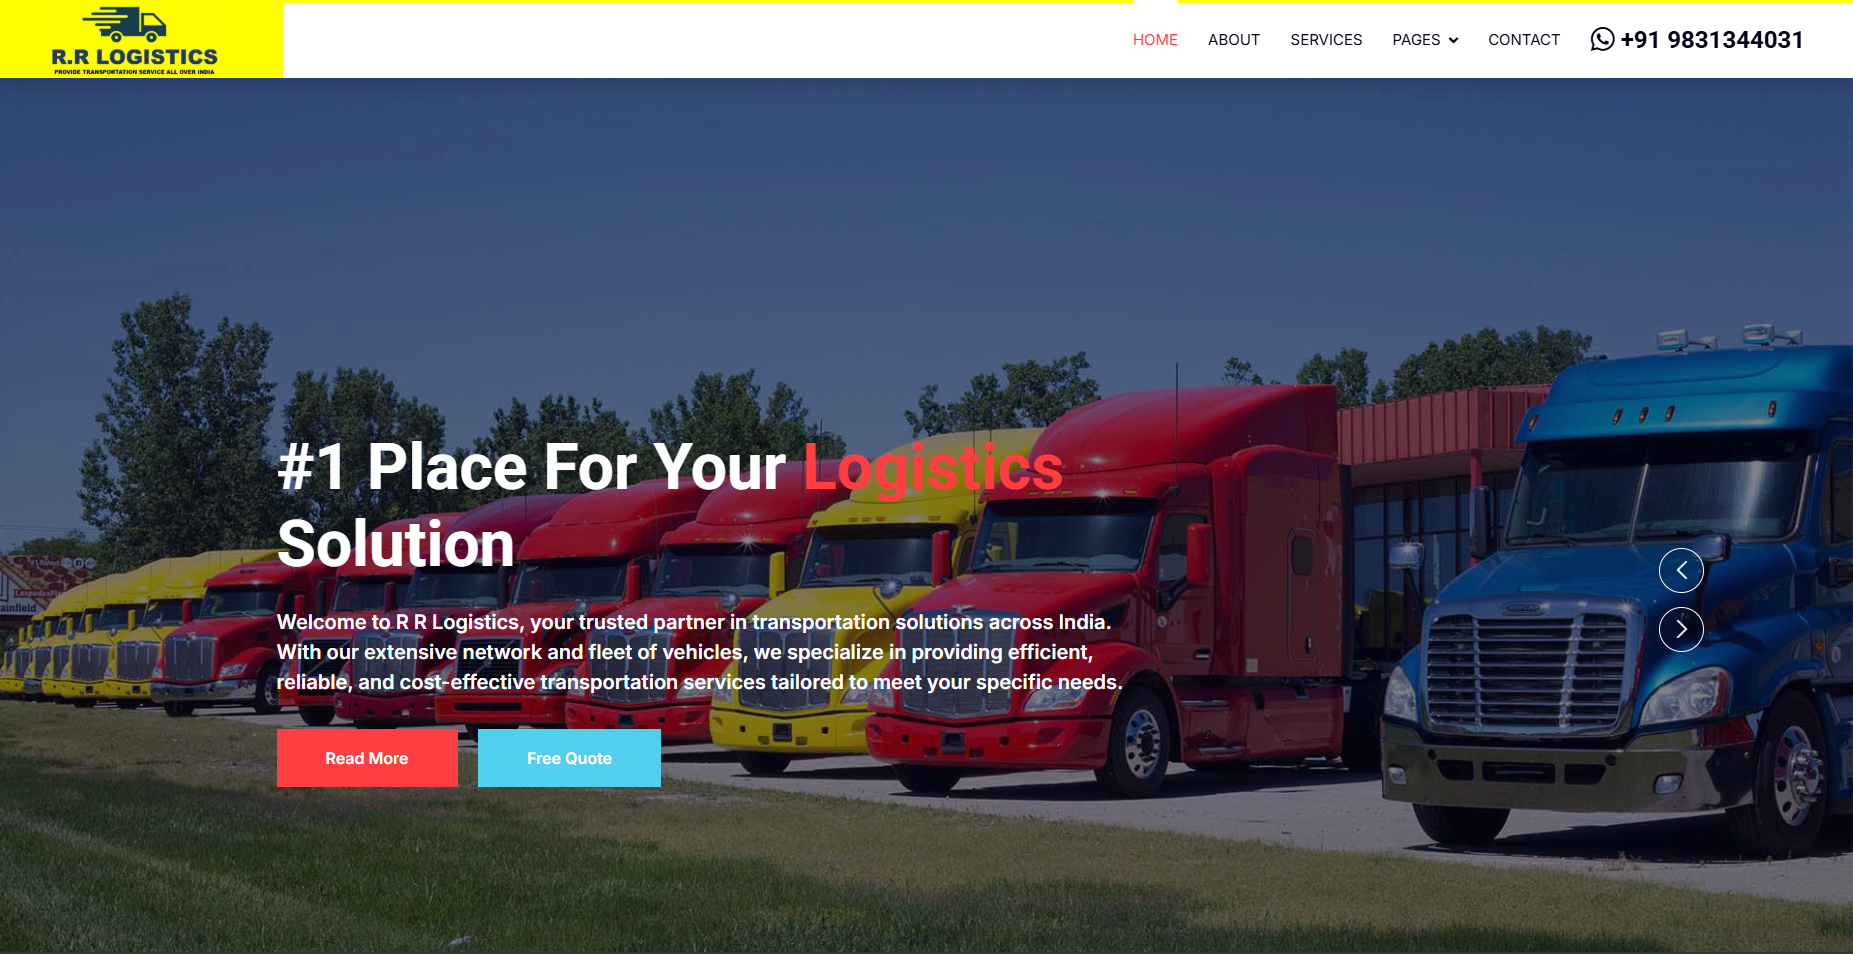 R.R LOGISTICS
PROVIDE TRANSPORTATION SERVICE ALL OVER INDIA
HOME ABOUT SERVICES PAGES CONTACT +91 9831344031
#1 Place For Your Logistics
Solution
Welcome to R R Logistics, your trusted partner in transportation solutions across India.
With our extensive network and fleet of vehicles, we specialize in providing efficient,
reliable, and cost-effective transportation services tailored to meet your specific needs.
Read More Free Quote